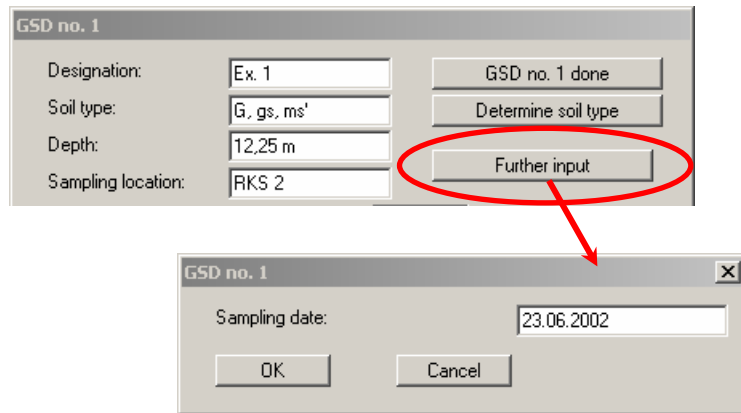 GSD no. 1
Designation: Ex. 1 GSD no. 1 done
Soil type: G, gs, ms' Determine soil type
Depth: 12,25 m
Further input
Sampling location: RKS 2
GSD no. 1
Sampling date: 23.06.2002
OK Cancel